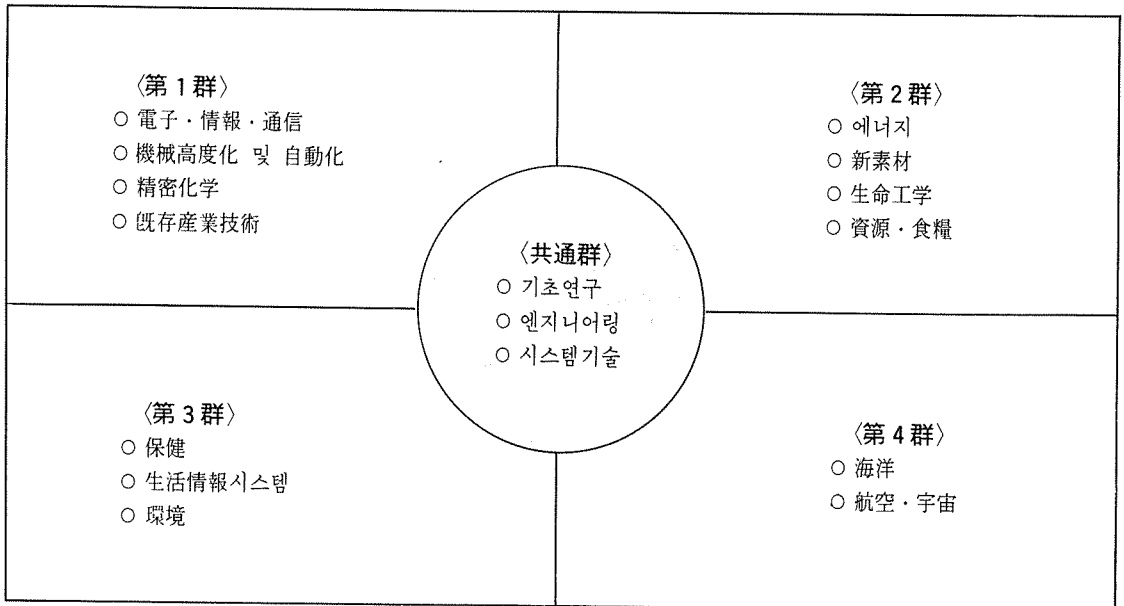 〈第1群〉
○ 電子·情報·通信
○ 機械高度化 및 自動化
○ 精密化学
○ 既存産業技術
〈第2群〉
○ 에너지
○ 新素材
○ 生命工学
○ 資源·食糧
〈共通群〉
○ 기초연구
○ 엔지니어링
○ 시스템기술
〈第3群〉
○ 保健
○ 生活情報시스템
○ 環境
〈第4群〉
○ 海洋
○ 航空·宇宙